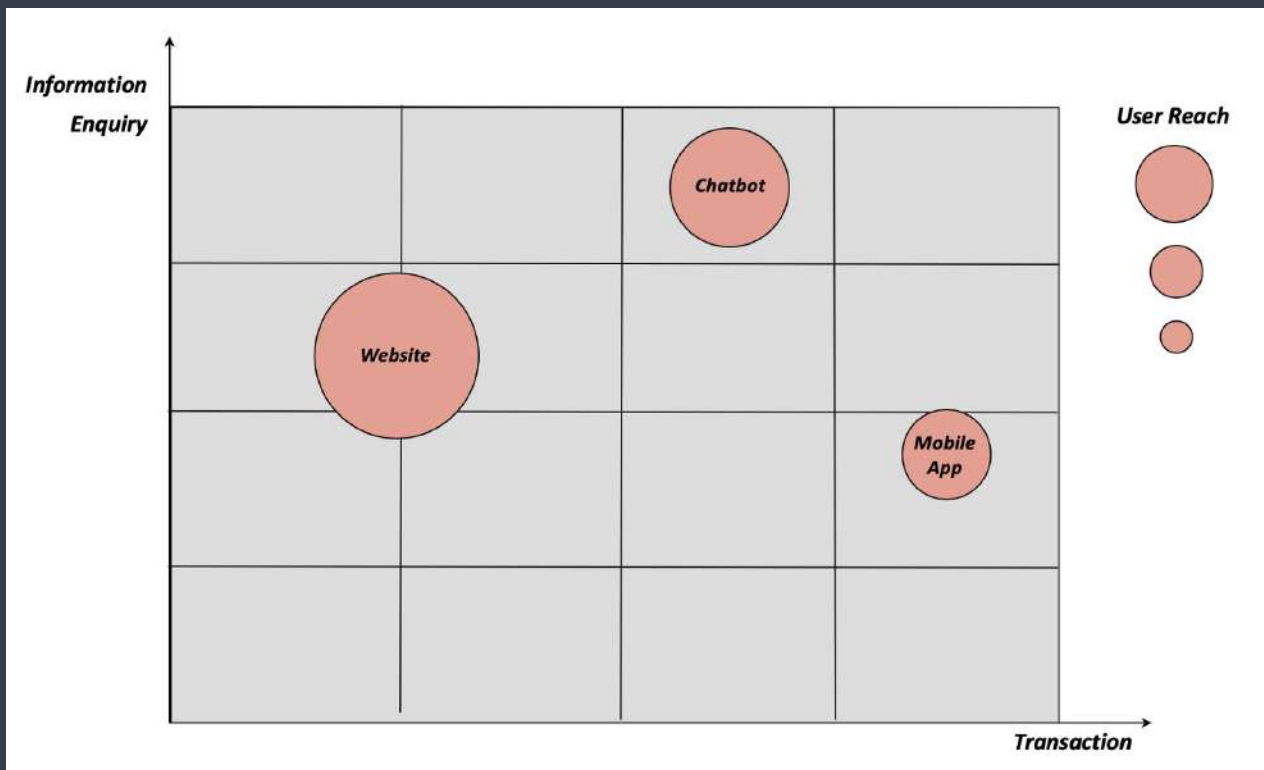 Information
Enquiry
User Reach
Chatbot
Website
Mobile
App
Transaction